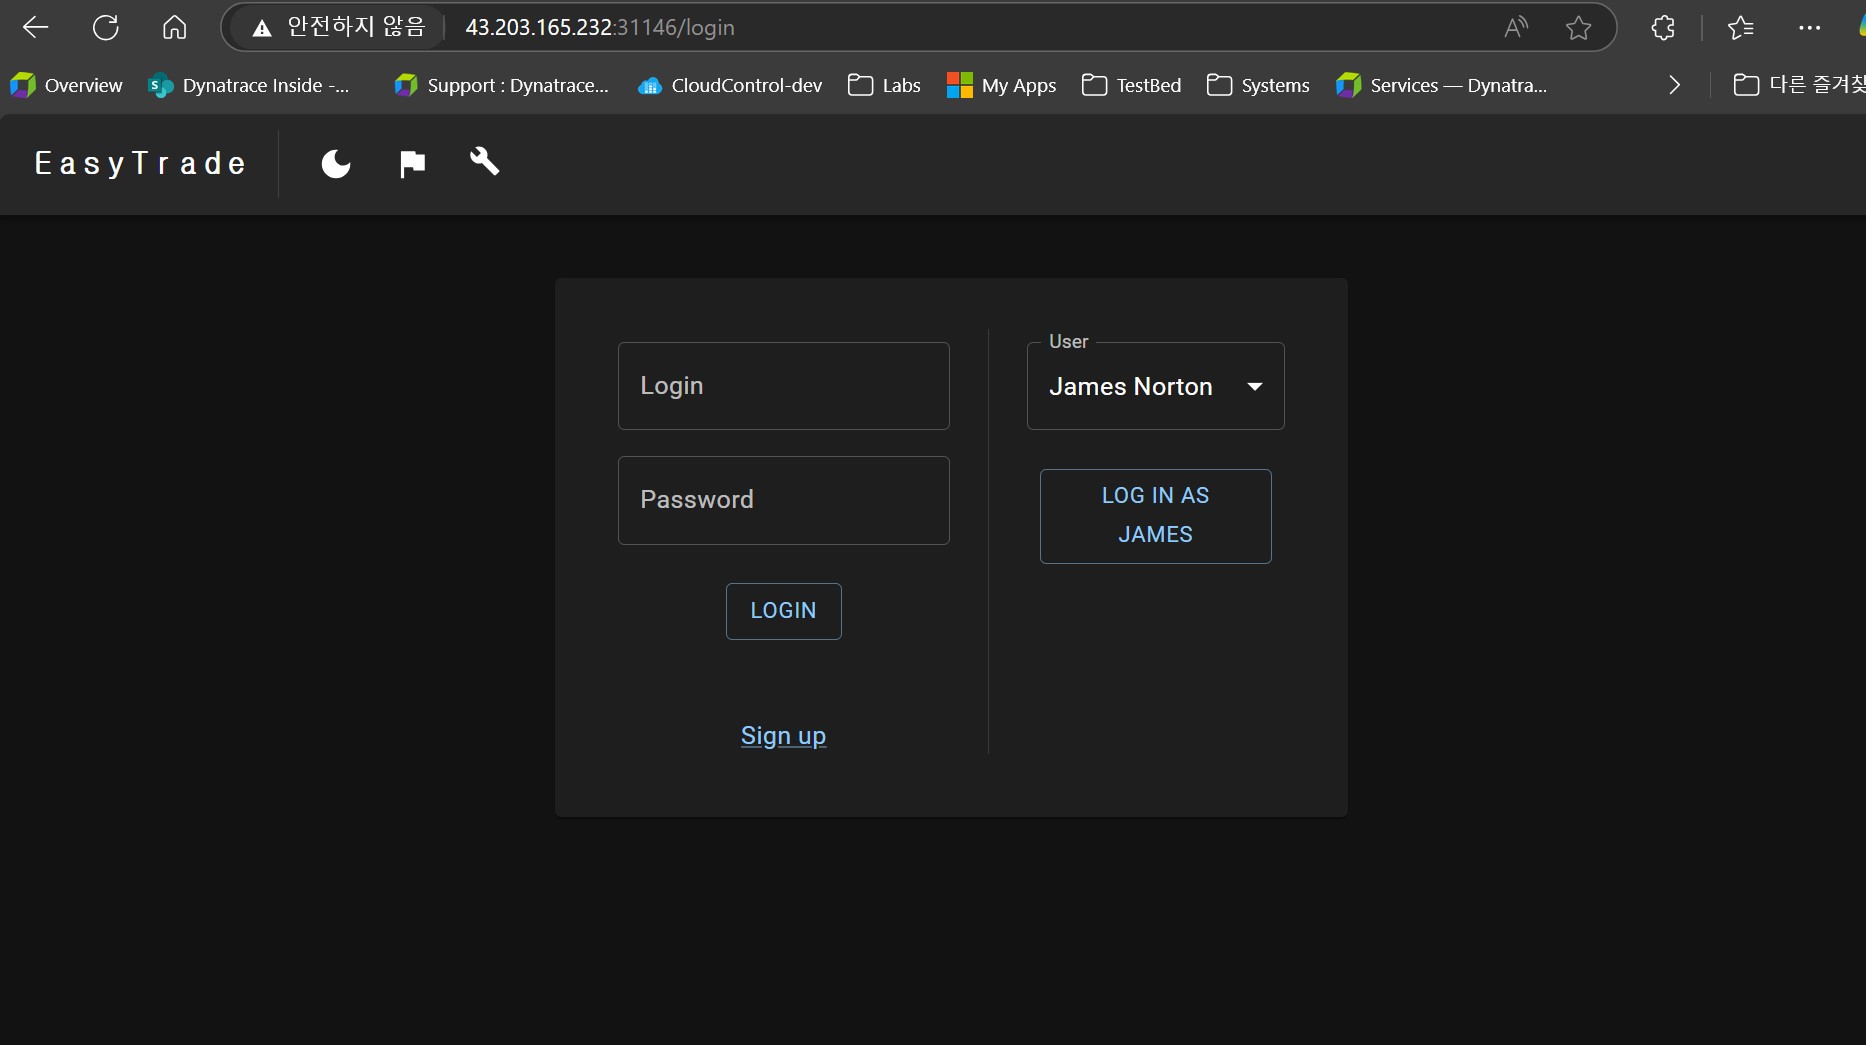 안전하지 않음 43.203.165.232:31146/login
Overview Dynatrace Inside -... Support : Dynatrace... CloudControl-dev Labs My Apps TestBed Systems Services — Dynatra... 다른 즐겨찾
EasyTrade
Login
Password
LOGIN
Sign up
User
James Norton
LOG IN AS
JAMES